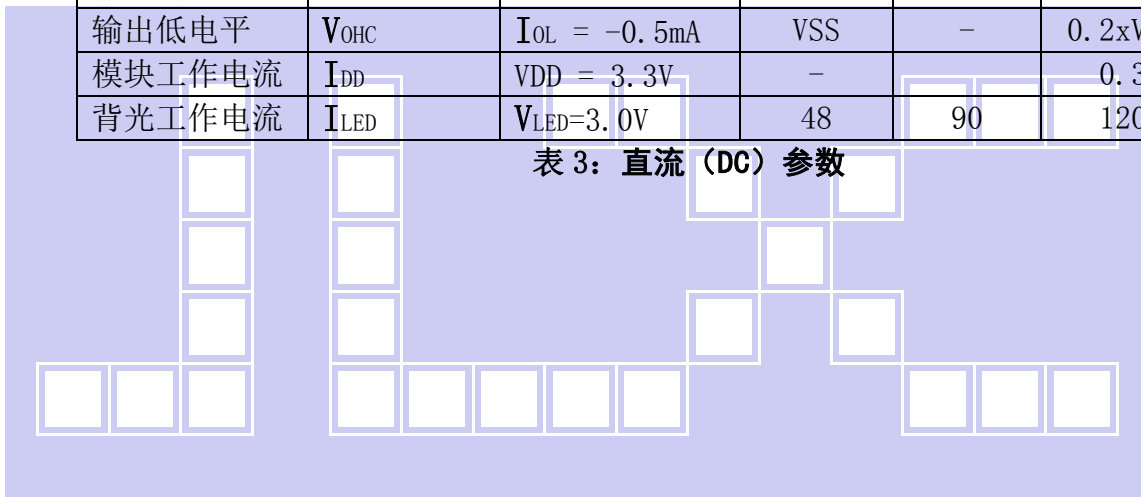 输出低电平 VOHC IOL = -0.5mA VSS - 0.2xV
模块工作电流 IDD VDD = 3.3V - 0.3
背光工作电流 ILED VLED=3.0V 48 90 120
表 3：直流（DC）参数